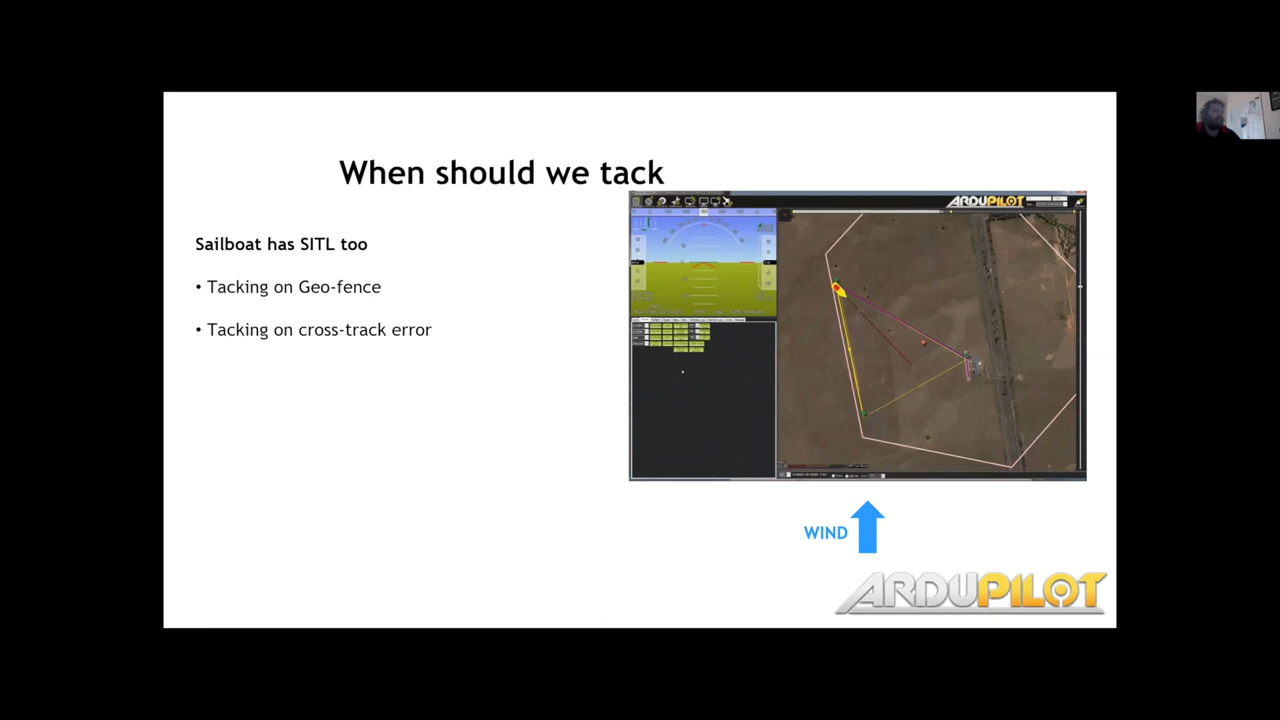 When should we tack
Sailboat has SITL too
• Tacking on Geo-fence
• Tacking on cross-track error
ARDUPILOT
WIND
ARDUPILOT